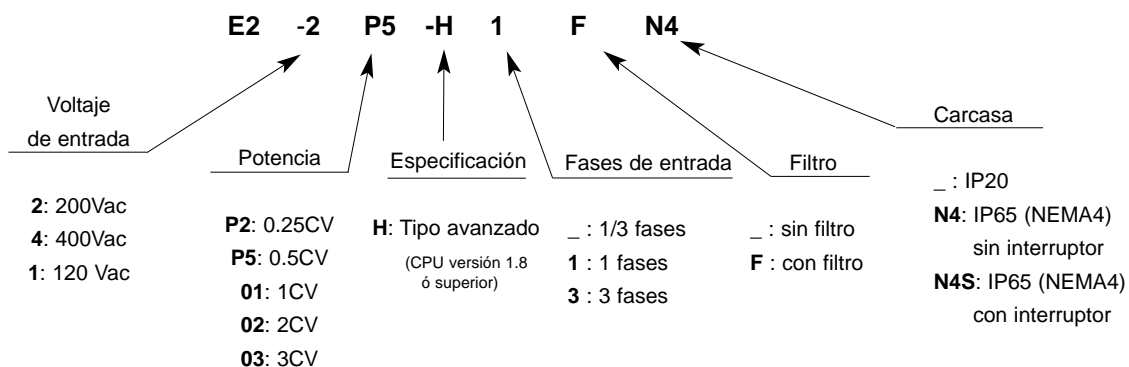 E2 -2 P5 -H 1 F N4
Voltaje
de entrada
Potencia
Especificación
Fases de entrada
Filtro
Carcasa
2: 200Vac
4: 400Vac
1: 120 Vac
P2: 0.25CV
P5: 0.5CV
01: 1CV
02: 2CV
03: 3CV
H: Tipo avanzado
(CPU versión 1.8
ó superior)
_ : 1/3 fases
1 : 1 fases
3 : 3 fases
_ : sin filtro
F : con filtro
_ : IP20
N4: IP65 (NEMA4)
sin interruptor
N4S: IP65 (NEMA4)
con interruptor